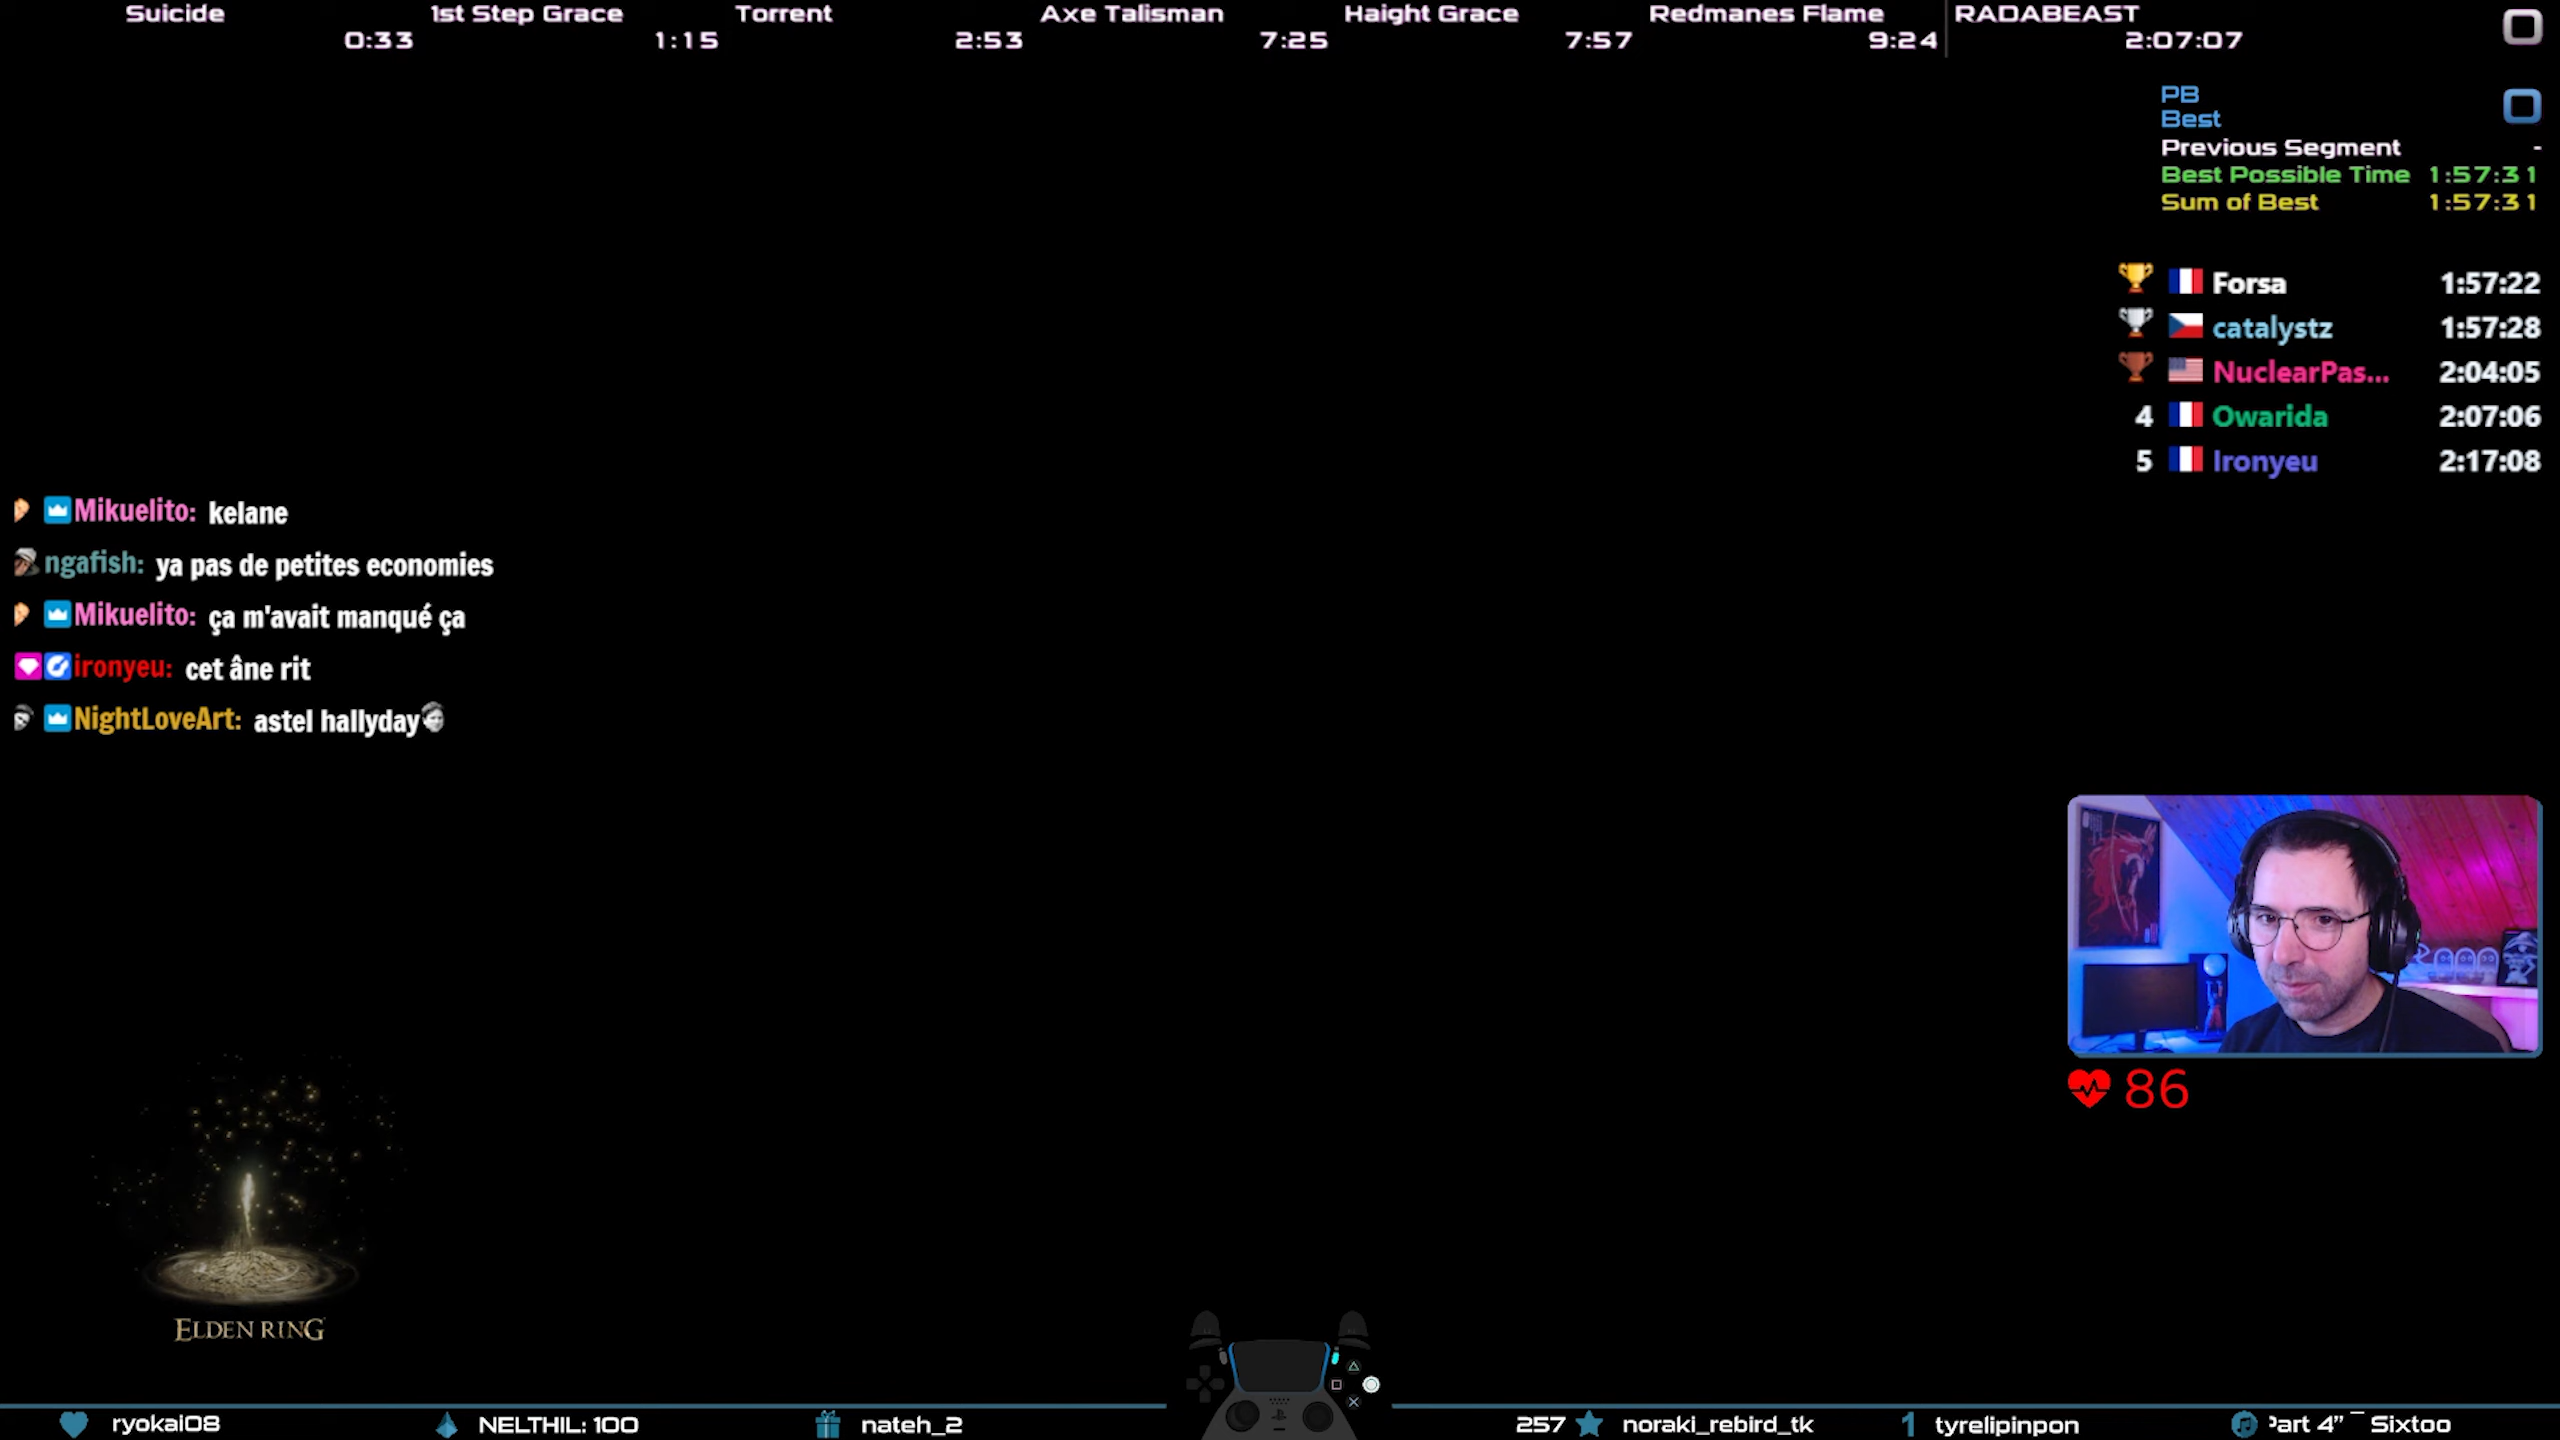 Suicide 1st Step Grace Torrent Axe Talisman Haight Grace Redmanes Flame RADABEAST
0:33 1:15 2:53 7:25 7:57 9:24 2:07:07 0
PB 0
Best
Previous Segment -
Best Possible Time 1:57:31
Sum of Best 1:57:31
Forsa 1:57:22
catalystz 1:57:28
NuclearPas... 2:04:05
4 Owarida 2:07:06
5 Ironyeu 2:17:08
Mikuelito: kelane
ngafish: ya pas de petites economies
Mikuelito: ça m'avait manqué ça
ironyeu: cet âne rit
NightLoveArt: astel hallyday
86
ELDEN RING
ryokai08 NELTHIL: 100 nateh_2 257 noraki_rebird_tk 1 tyrelipinpon Part 4" - Sixtoo